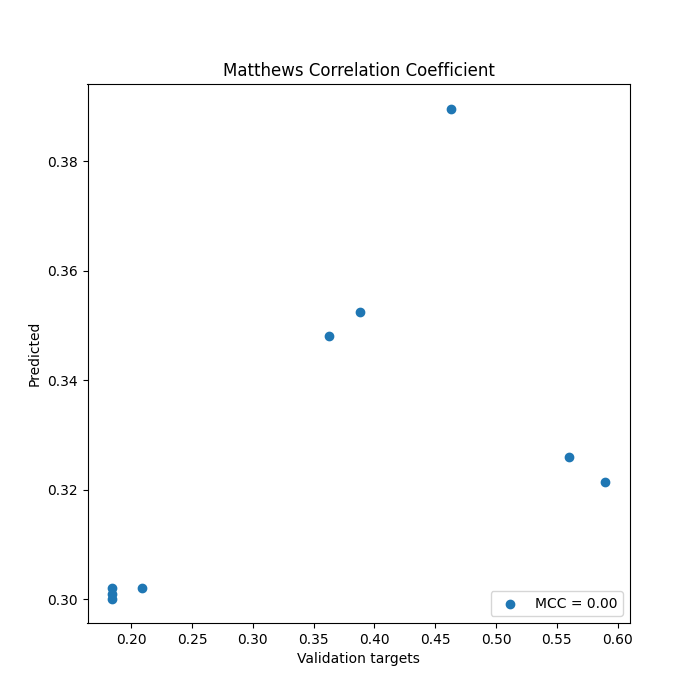 Matthews Correlation Coefficient
0.38
0.36
0.34
0.32
0.30
Predicted
MCC = 0.00
0.20 0.25 0.30 0.35 0.40 0.45 0.50 0.55 0.60
Validation targets